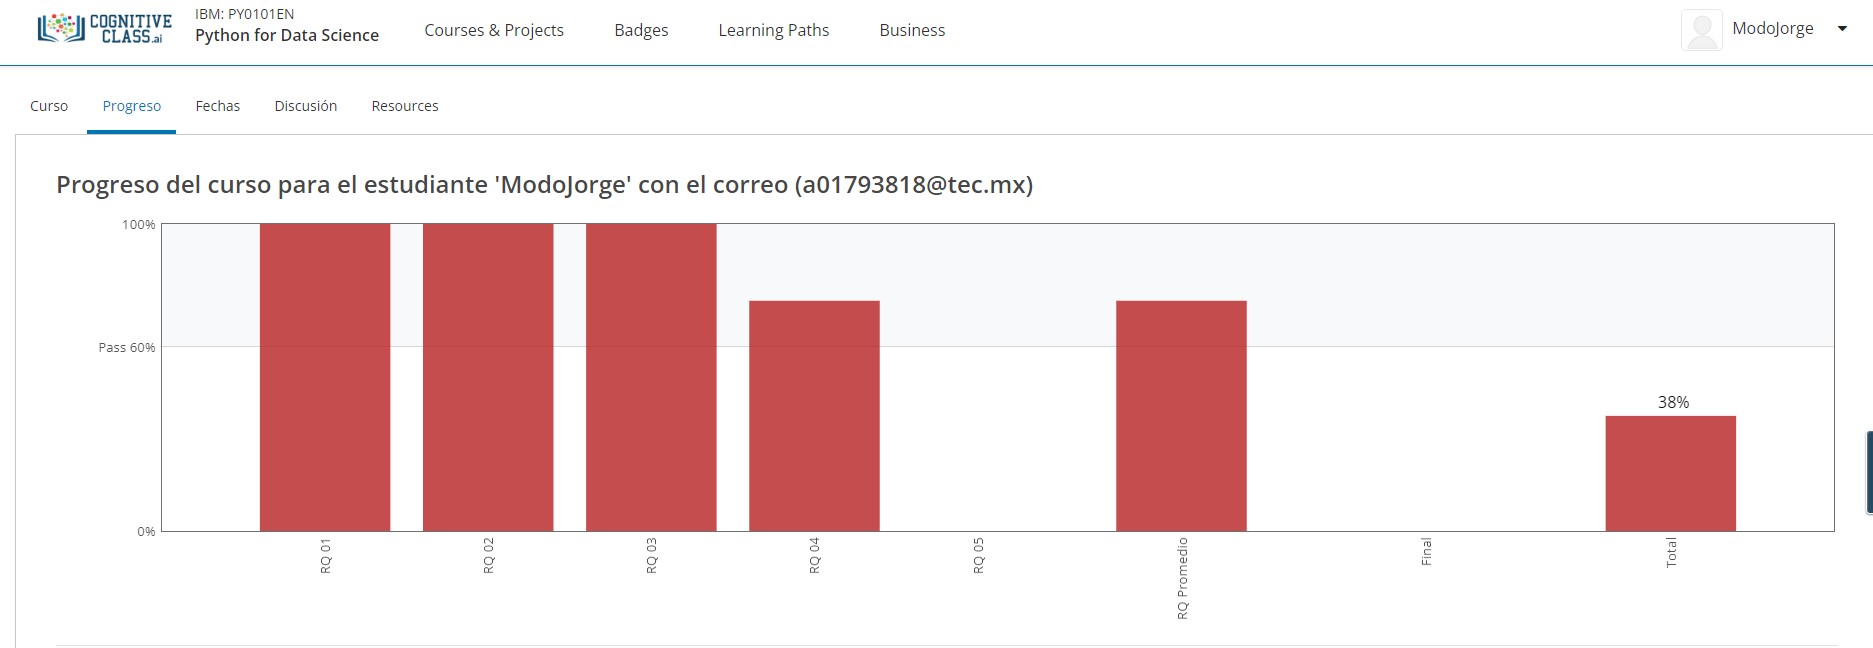 COGNITIVE
CLASS.ai
IBM: PY0101EN
Python for Data Science
Courses & Projects
Badges
Learning Paths
Business
ModoJorge
Curso
Progreso
Fechas
Discusión
Resources
Progreso del curso para el estudiante 'ModoJorge' con el correo (a01793818@tec.mx)
100%
Pass 60%
0%
38%
RQ 01
RQ 02
RQ 03
RQ 04
RQ 05
RQ Promedio
Final
Total